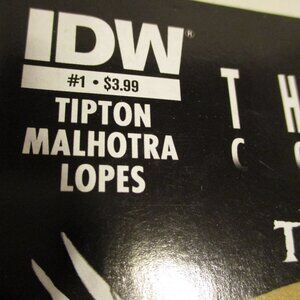 IDW®
#1 • $3.99
TIPTON
MALHOTRA
LOPES
T H
C
T